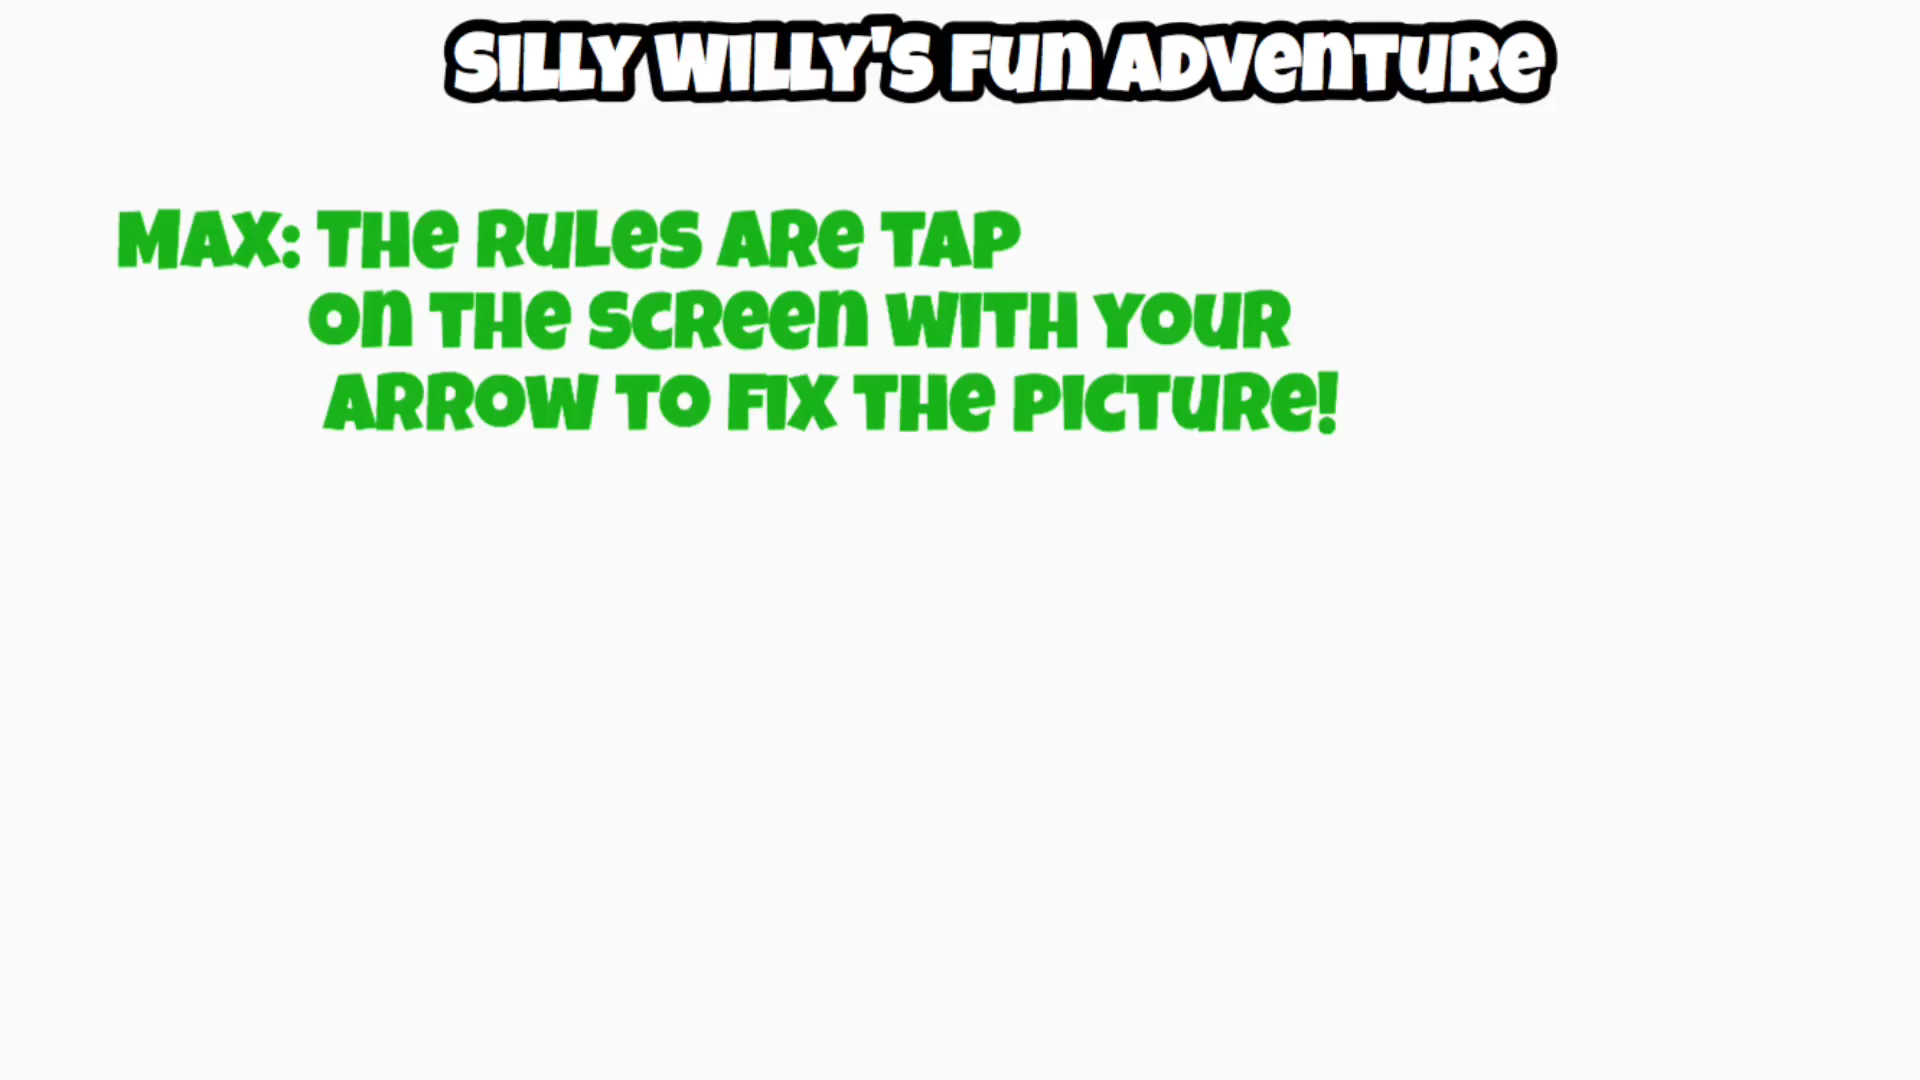 SILLY WILLY'S FUN ADVENTURE
MAX: THE RULES ARE TAP
ON THE SCREEN WITH YOUR
ARROW TO FIX THE PICTURE!